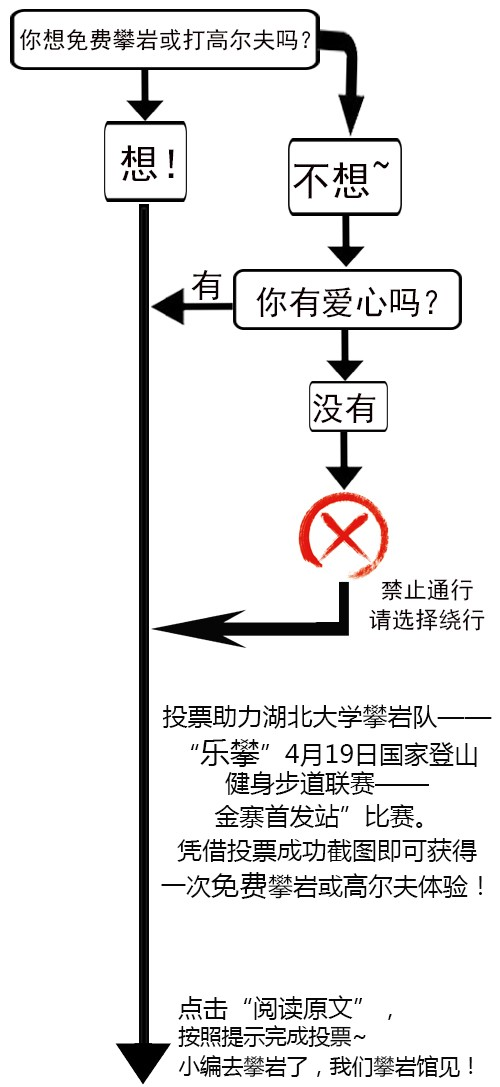 你想免费攀岩或打高尔夫吗？
想！
不想~
有
你有爱心吗？
没有
禁止通行
请选择绕行
投票助力湖北大学攀岩队——
“乐攀”4月19日国家登山
健身步道联赛——
金寨首发站”比赛。
凭借投票成功截图即可获得
一次免费攀岩或高尔夫体验！
点击“阅读原文”，
按照提示完成投票~
小编去攀岩了，我们攀岩馆见！